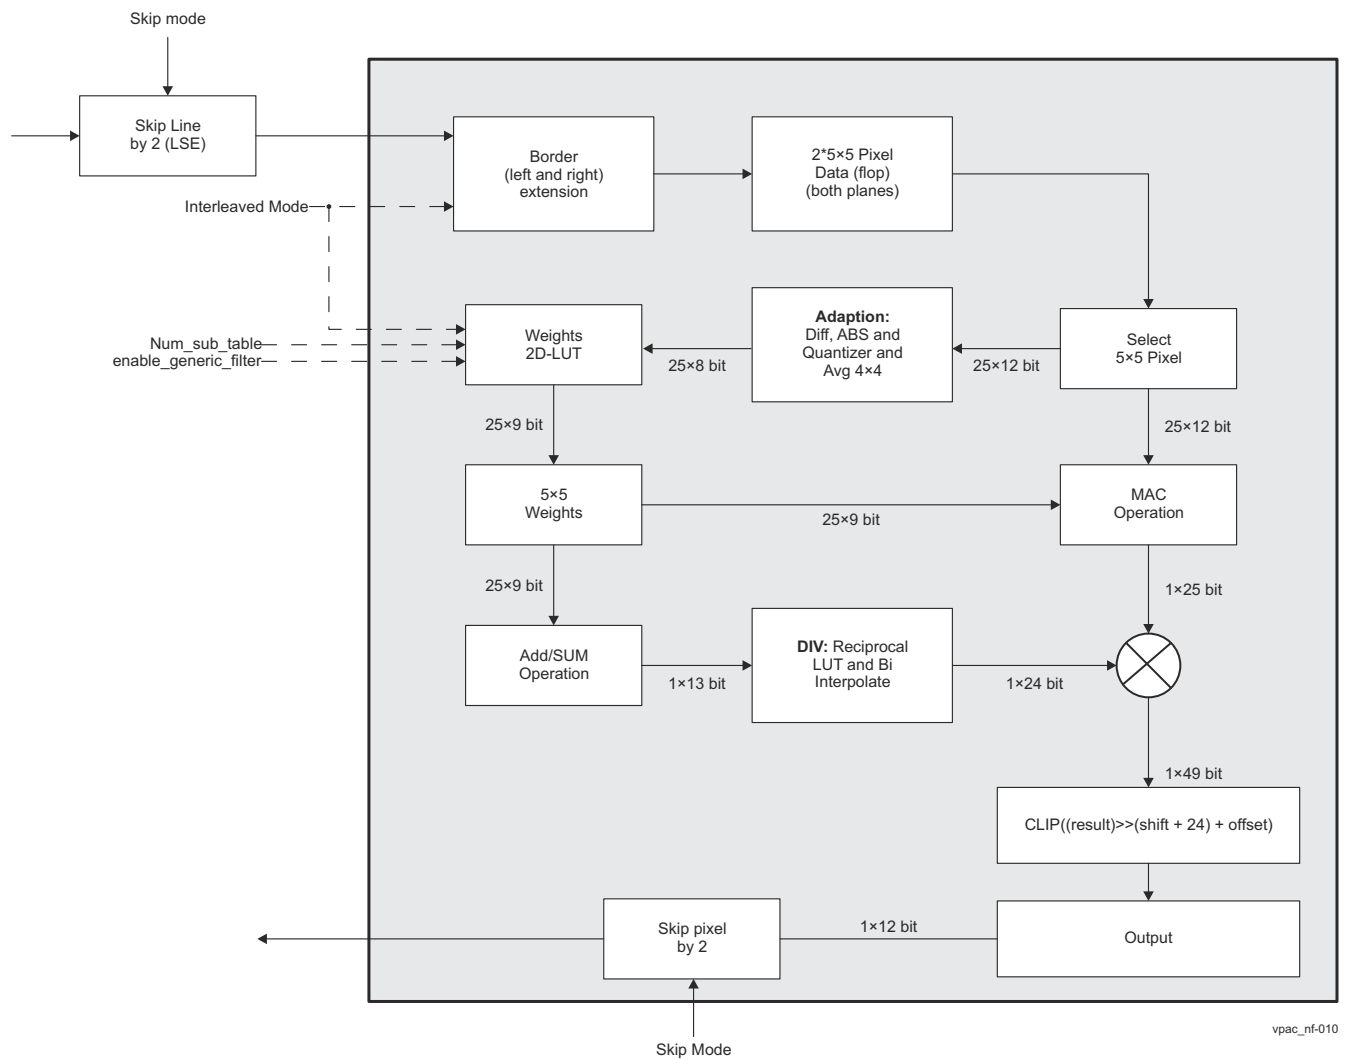 Skip mode
Skip Line
by 2 (LSE)
Border
(left and right)
extension
2*5×5 Pixel
Data (flop)
(both planes)
Interleaved Mode
Num_sub_table
enable_generic_filter
Weights
2D-LUT
25×8 bit
Adaption:
Diff, ABS and
Quantizer and
Avg 4×4
25×12 bit
Select
5×5 Pixel
25×9 bit
25×12 bit
5×5
Weights
25×9 bit
MAC
Operation
25×9 bit
1×25 bit
Add/SUM
Operation
1×13 bit
DIV: Reciprocal
LUT and Bi
Interpolate
1×24 bit
1×49 bit
CLIP((result)>>(shift + 24) + offset)
Skip pixel
by 2
1×12 bit
Output
Skip Mode
vpac_nf-010